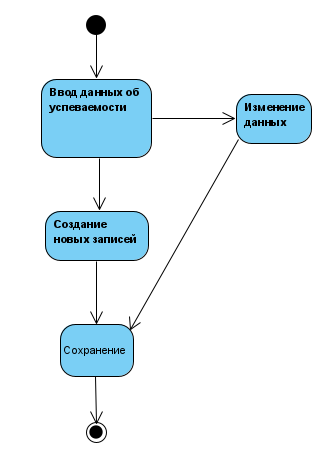 Ввод данных об
успеваемости
Изменение
данных
Создание
новых записей
Сохранение